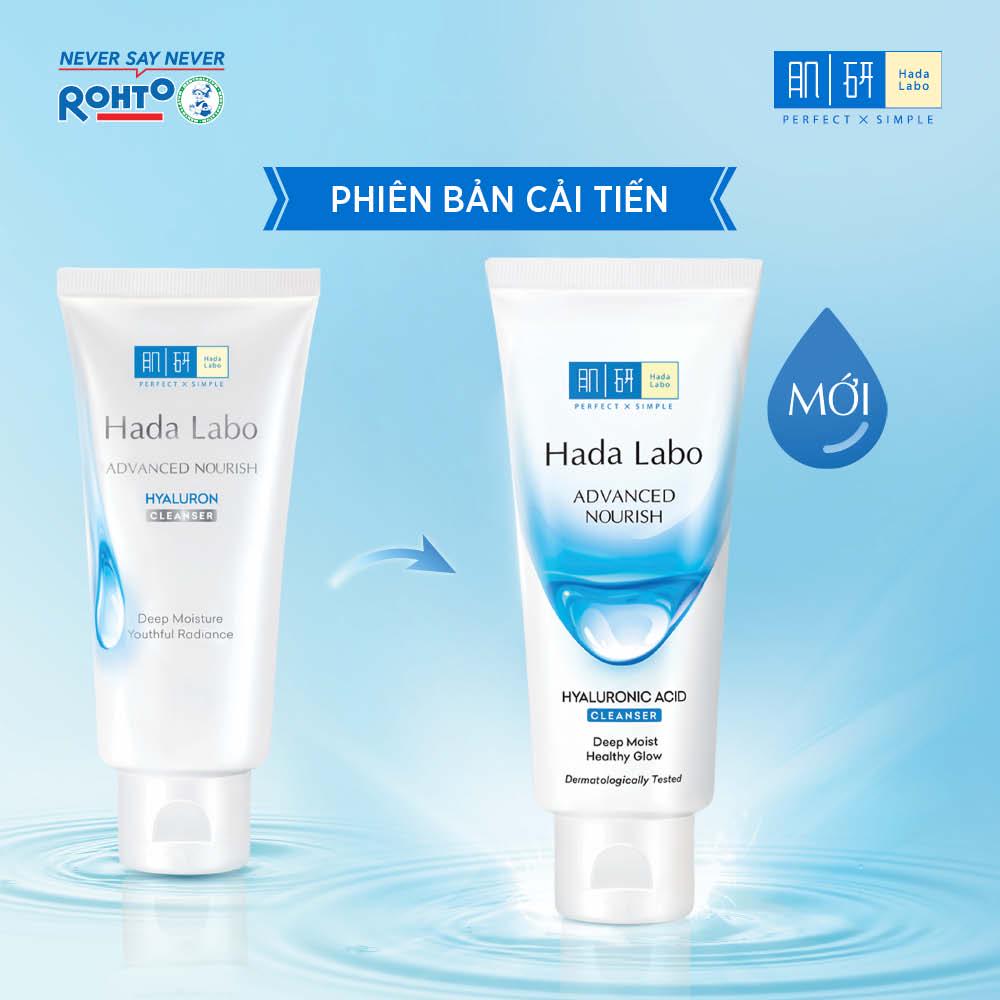 NEVER SAY NEVER
ROHTO
肌研
Hada
Labo
PERFECT × SIMPLE
PHIÊN BẢN CẢI TIẾN
肌研
Hada
Labo
PERFECT × SIMPLE
Hada Labo
ADVANCED NOURISH
HYALURON
CLEANSER
Deep Moisture
Youthful Radiance
肌研
Hada
Labo
PERFECT × SIMPLE
Hada Labo
ADVANCED
NOURISH
HYALURONIC ACID
CLEANSER
Deep Moist
Healthy Glow
Dermatologically Tested
MỚI